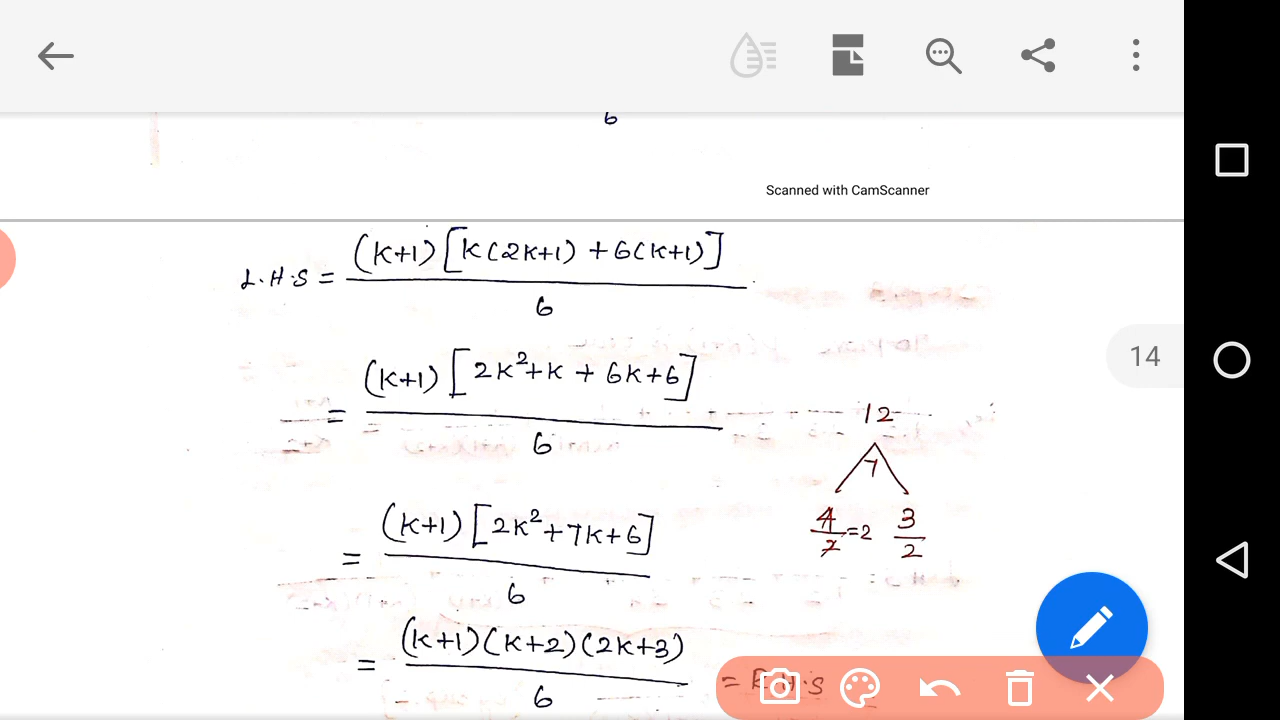 6
Scanned with CamScanner
L.H.S = (k+1)[k(2k+1) + 6(k+1)]
6
= (k+1)[2k²+k + 6k+6]
6
14
12
7
= (k+1)[2k²+7k+6]
6
4/2 =2 3/2
= (k+1)(k+2)(2k+3)
6
= R.H.S